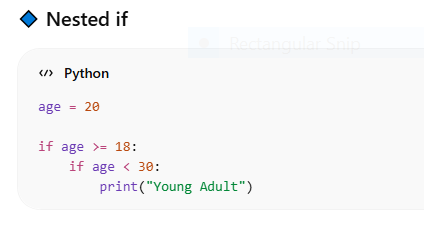 Nested if
Rectangular Snip
Python
age = 20
if age >= 18:
    if age < 30:
        print("Young Adult")